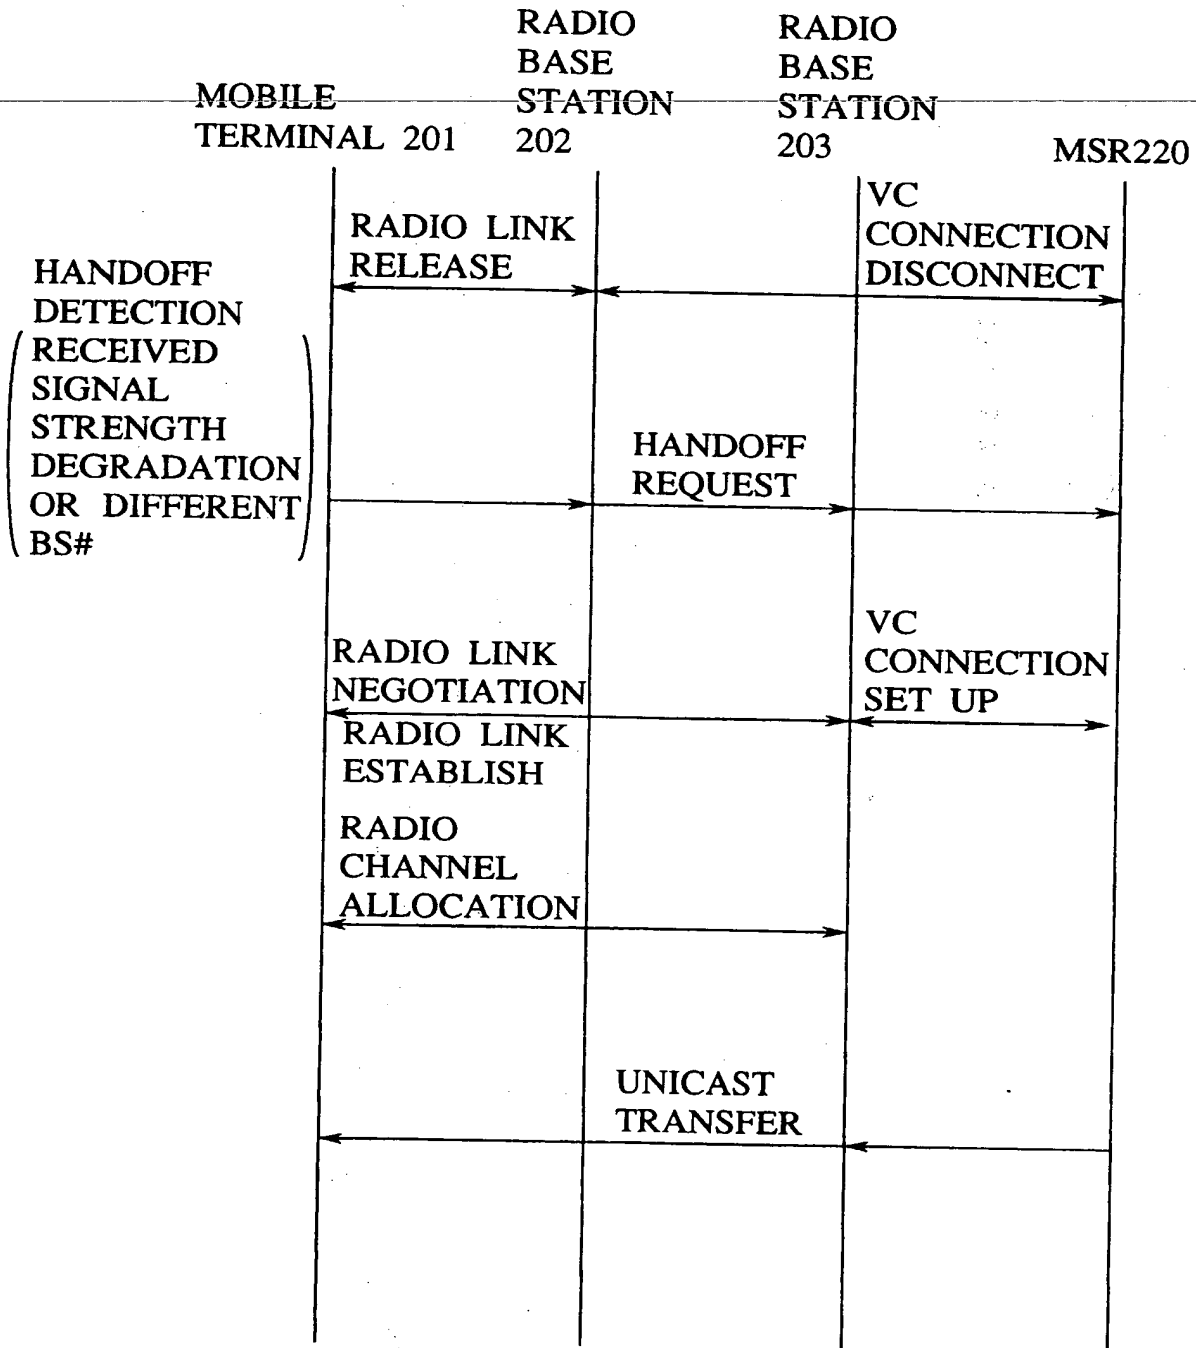 RADIO
BASE
STATION
202
RADIO
BASE
STATION
203
MOBILE
TERMINAL 201
MSR220
VC
CONNECTION
DISCONNECT
RADIO LINK
RELEASE
HANDOFF
DETECTION
RECEIVED
SIGNAL
STRENGTH
DEGRADATION
OR DIFFERENT
BS#
HANDOFF
REQUEST
VC
CONNECTION
SET UP
RADIO LINK
NEGOTIATION
RADIO LINK
ESTABLISH
RADIO
CHANNEL
ALLOCATION
UNICAST
TRANSFER